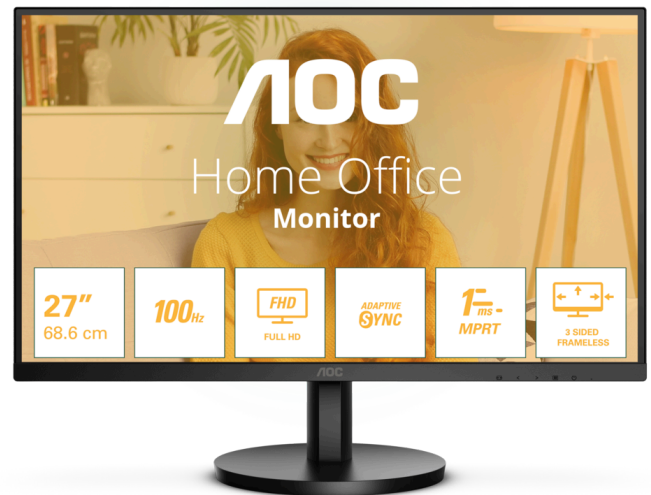 AOC
Home Office
Monitor
27"
68.6 cm
100Hz
FHD
FULL HD
ADAPTIVE
SYNC
1ms -
MPRT
3 SIDED
FRAMELESS
AOC